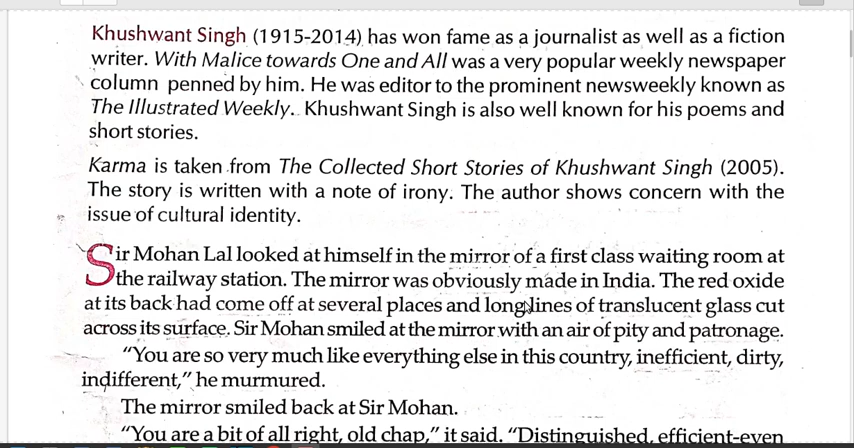 Khushwant Singh (1915-2014) has won fame as a journalist as well as a fiction
writer. With Malice towards One and All was a very popular weekly newspaper
column penned by him. He was editor to the prominent newsweekly known as
The Illustrated Weekly. Khushwant Singh is also well known for his poems and
short stories.
Karma is taken from The Collected Short Stories of Khushwant Singh (2005).
The story is written with a note of irony. The author shows concern with the
issue of cultural identity.
Sir Mohan Lal looked at himself in the mirror of a first class waiting room at
the railway station. The mirror was obviously made in India. The red oxide
at its back had come off at several places and long lines of translucent glass cut
across its surface. Sir Mohan smiled at the mirror with an air of pity and patronage.
"You are so very much like everything else in this country, inefficient, dirty,
indifferent," he murmured.
The mirror smiled back at Sir Mohan.
"You are a bit of all right, old chap," it said. "Distinguished, efficient-even